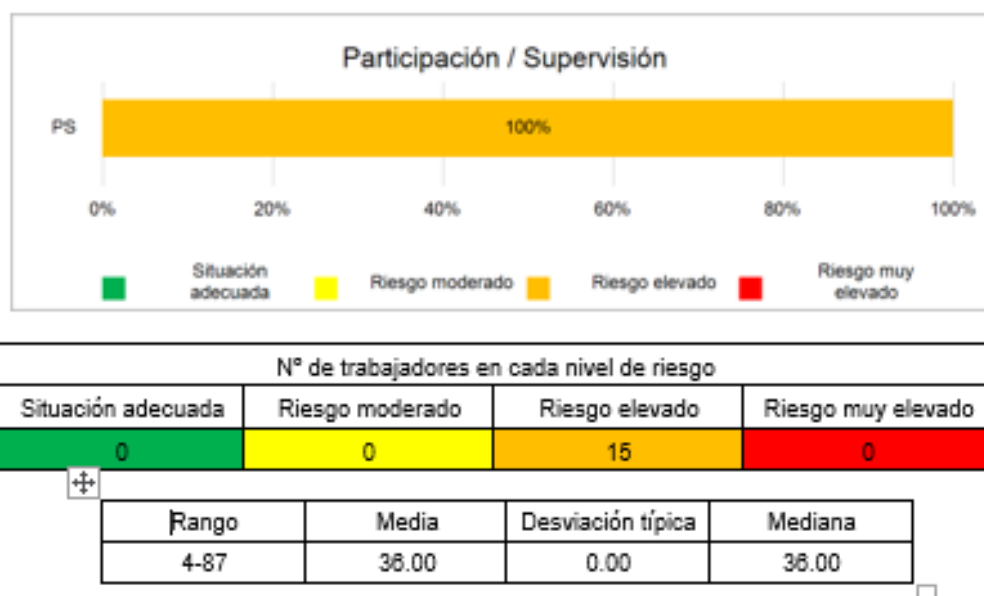 Participación / Supervisión
PS
100%
0% 20% 40% 60% 80% 100%
Situación adecuada Riesgo moderado Riesgo elevado Riesgo muy elevado
Nº de trabajadores en cada nivel de riesgo
Situación adecuada Riesgo moderado Riesgo elevado Riesgo muy elevado
0 0 15 0
Rango Media Desviación típica Mediana
4-87 36.00 0.00 36.00